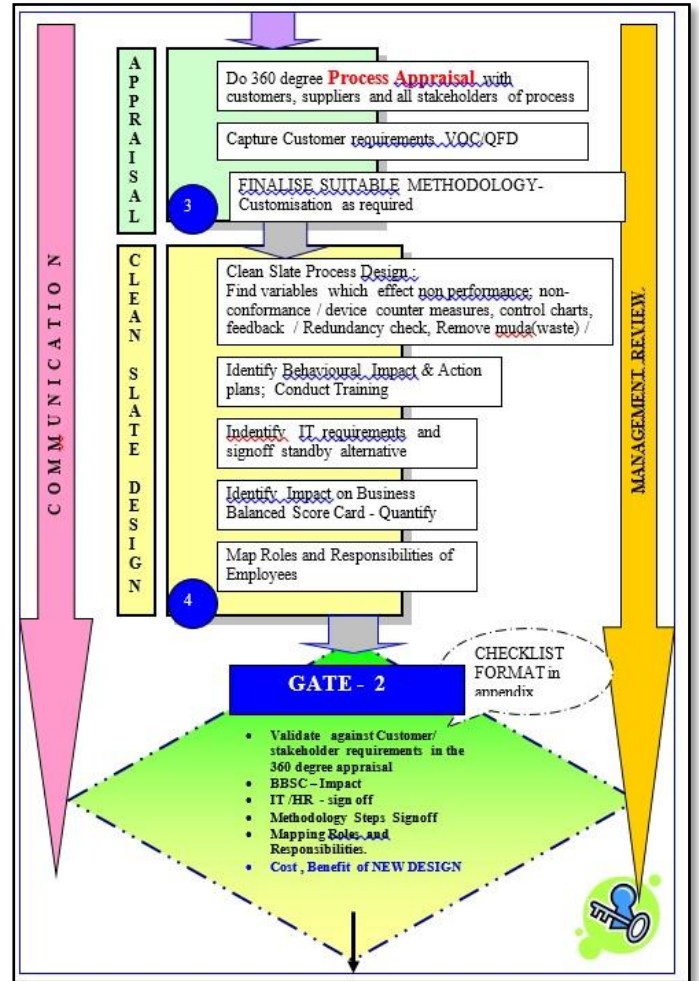 COMMUNICATION
APPRAISAL
Do 360 degree Process Appraisal with
customers, suppliers and all stakeholders of process
Capture Customer requirements VOC/QFD
FINALISE SUITABLE METHODOLOGY-
Customisation as required
3
CLEAN SLATE DESIGN
Clean Slate Process Design :
Find variables which effect non performance; non-
conformance / device counter measures, control charts,
feedback / Redundancy check, Remove muda(waste) /
Identify Behavioural Impact & Action
plans; Conduct Training
Indentify IT requirements and
signoff standby alternative
Identify Impact on Business
Balanced Score Card - Quantify
Map Roles and Responsibilities of
Employees
4
MANAGEMENT REVIEW
CHECKLIST
FORMAT in
appendix
GATE - 2
• Validate against Customer/
stakeholder requirements in the
360 degree appraisal
• BBSC – Impact
• IT /HR - sign off
• Methodology Steps Signoff
• Mapping Roles and
Responsibilities.
• Cost , Benefit of NEW DESIGN